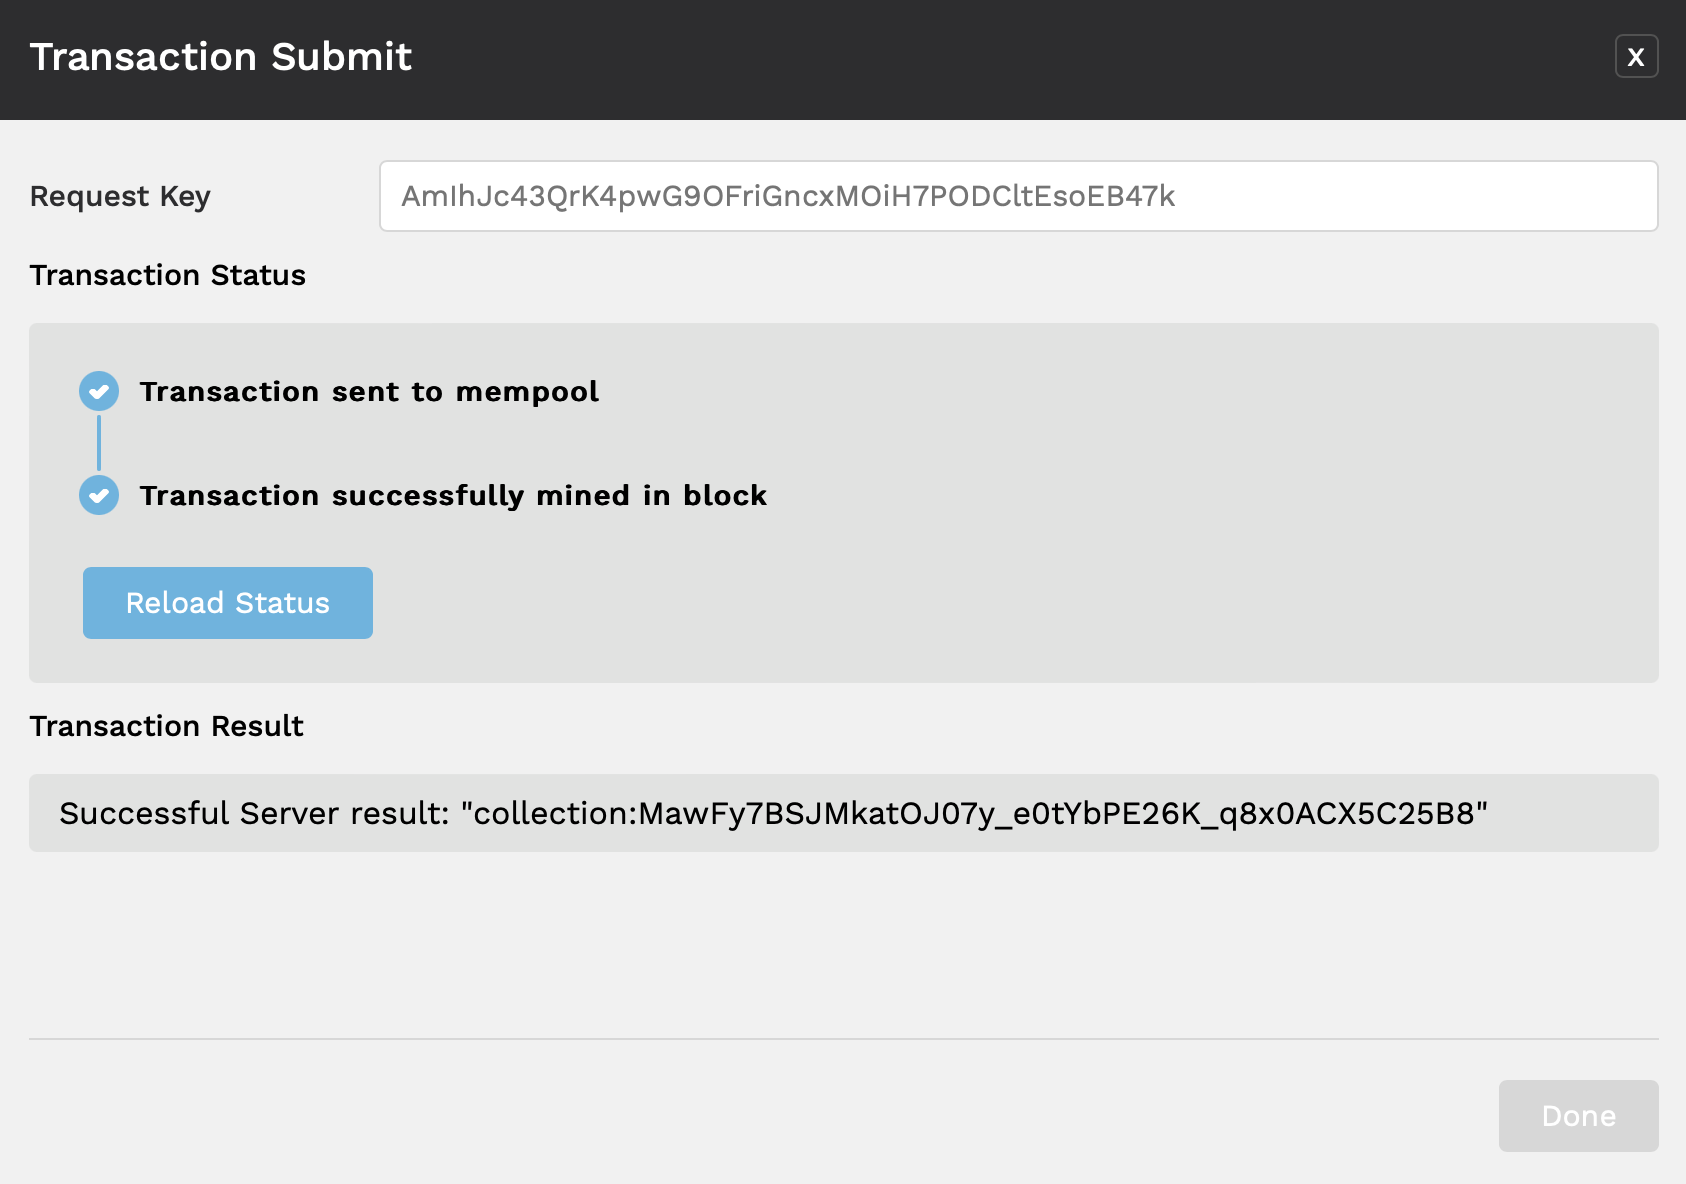 Transaction Submit
X
Request Key
AmIhJc43QrK4pwG9OFriGncxMOiH7PODCltEsoEB47k
Transaction Status
Transaction sent to mempool
Transaction successfully mined in block
Reload Status
Transaction Result
Successful Server result: "collection:MawFy7BSJMkatOJ07y_e0tYbPE26K_q8x0ACX5C25B8"
Done